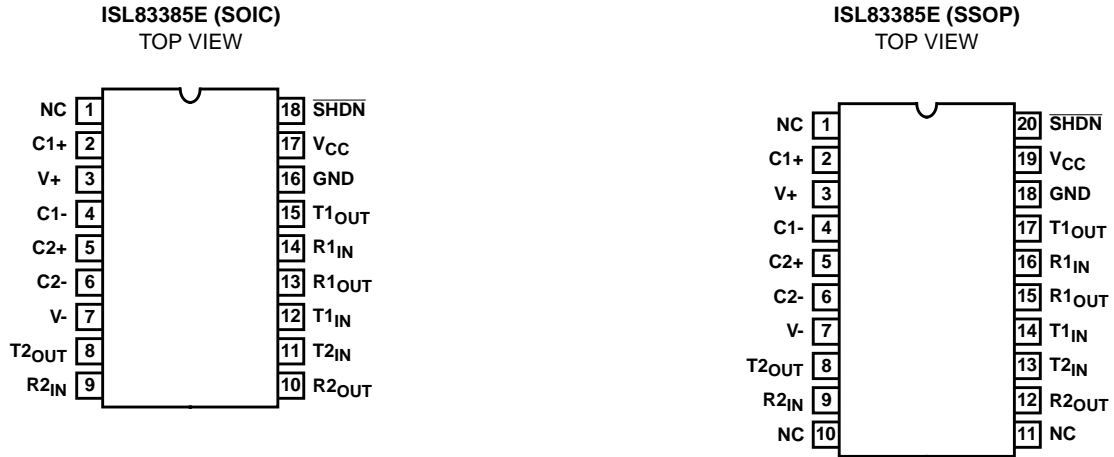 ISL83385E (SOIC)
TOP VIEW
NC 1 18 SHDN
C1+ 2 17 VCC
V+ 3 16 GND
C1- 4 15 T1OUT
C2+ 5 14 R1IN
C2- 6 13 R1OUT
V- 7 12 T1IN
T2OUT 8 11 T2IN
R2IN 9 10 R2OUT
ISL83385E (SSOP)
TOP VIEW
NC 1 20 SHDN
C1+ 2 19 VCC
V+ 3 18 GND
C1- 4 17 T1OUT
C2+ 5 16 R1IN
C2- 6 15 R1OUT
V- 7 14 T1IN
T2OUT 8 13 T2IN
R2IN 9 12 R2OUT
NC 10 11 NC